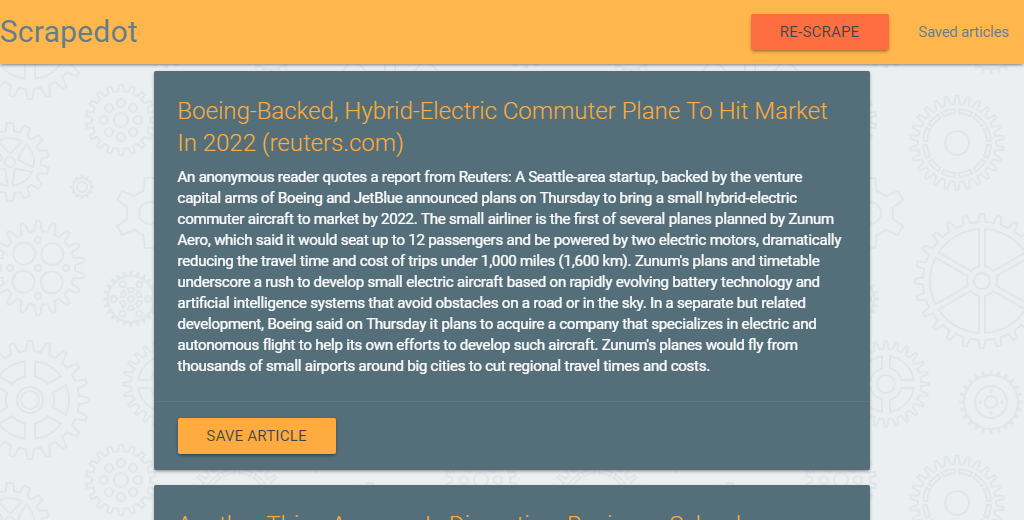 Scrapedot
RE-SCRAPE
Saved articles
Boeing-Backed, Hybrid-Electric Commuter Plane To Hit Market
In 2022 (reuters.com)
An anonymous reader quotes a report from Reuters: A Seattle-area startup, backed by the venture
capital arms of Boeing and JetBlue announced plans on Thursday to bring a small hybrid-electric
commuter aircraft to market by 2022. The small airliner is the first of several planes planned by Zunum
Aero, which said it would seat up to 12 passengers and be powered by two electric motors, dramatically
reducing the travel time and cost of trips under 1,000 miles (1,600 km). Zunum's plans and timetable
underscore a rush to develop small electric aircraft based on rapidly evolving battery technology and
artificial intelligence systems that avoid obstacles on a road or in the sky. In a separate but related
development, Boeing said on Thursday it plans to acquire a company that specializes in electric and
autonomous flight to help its own efforts to develop such aircraft. Zunum's planes would fly from
thousands of small airports around big cities to cut regional travel times and costs.
SAVE ARTICLE